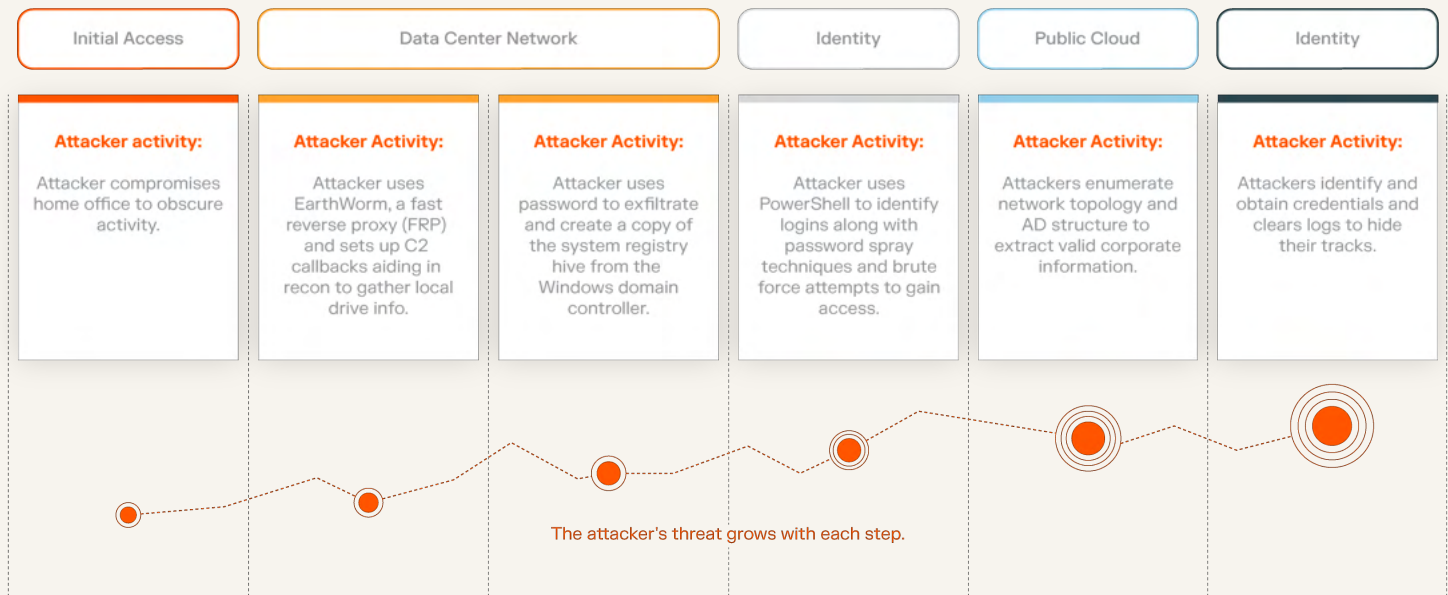 Initial Access
Data Center Network
Identity
Public Cloud
Identity
Attacker activity:
Attacker compromises
home office to obscure
activity.
Attacker Activity:
Attacker uses
EarthWorm, a fast
reverse proxy (FRP)
and sets up C2
callbacks aiding in
recon to gather local
drive info.
Attacker Activity:
Attacker uses
password to exfiltrate
and create a copy of
the system registry
hive from the
Windows domain
controller.
Attacker Activity:
Attacker uses
PowerShell to identify
logins along with
password spray
techniques and brute
force attempts to gain
access.
Attacker Activity:
Attackers enumerate
network topology and
AD structure to
extract valid corporate
information.
Attacker Activity:
Attackers identify and
obtain credentials and
clears logs to hide
their tracks.
The attacker's threat grows with each step.